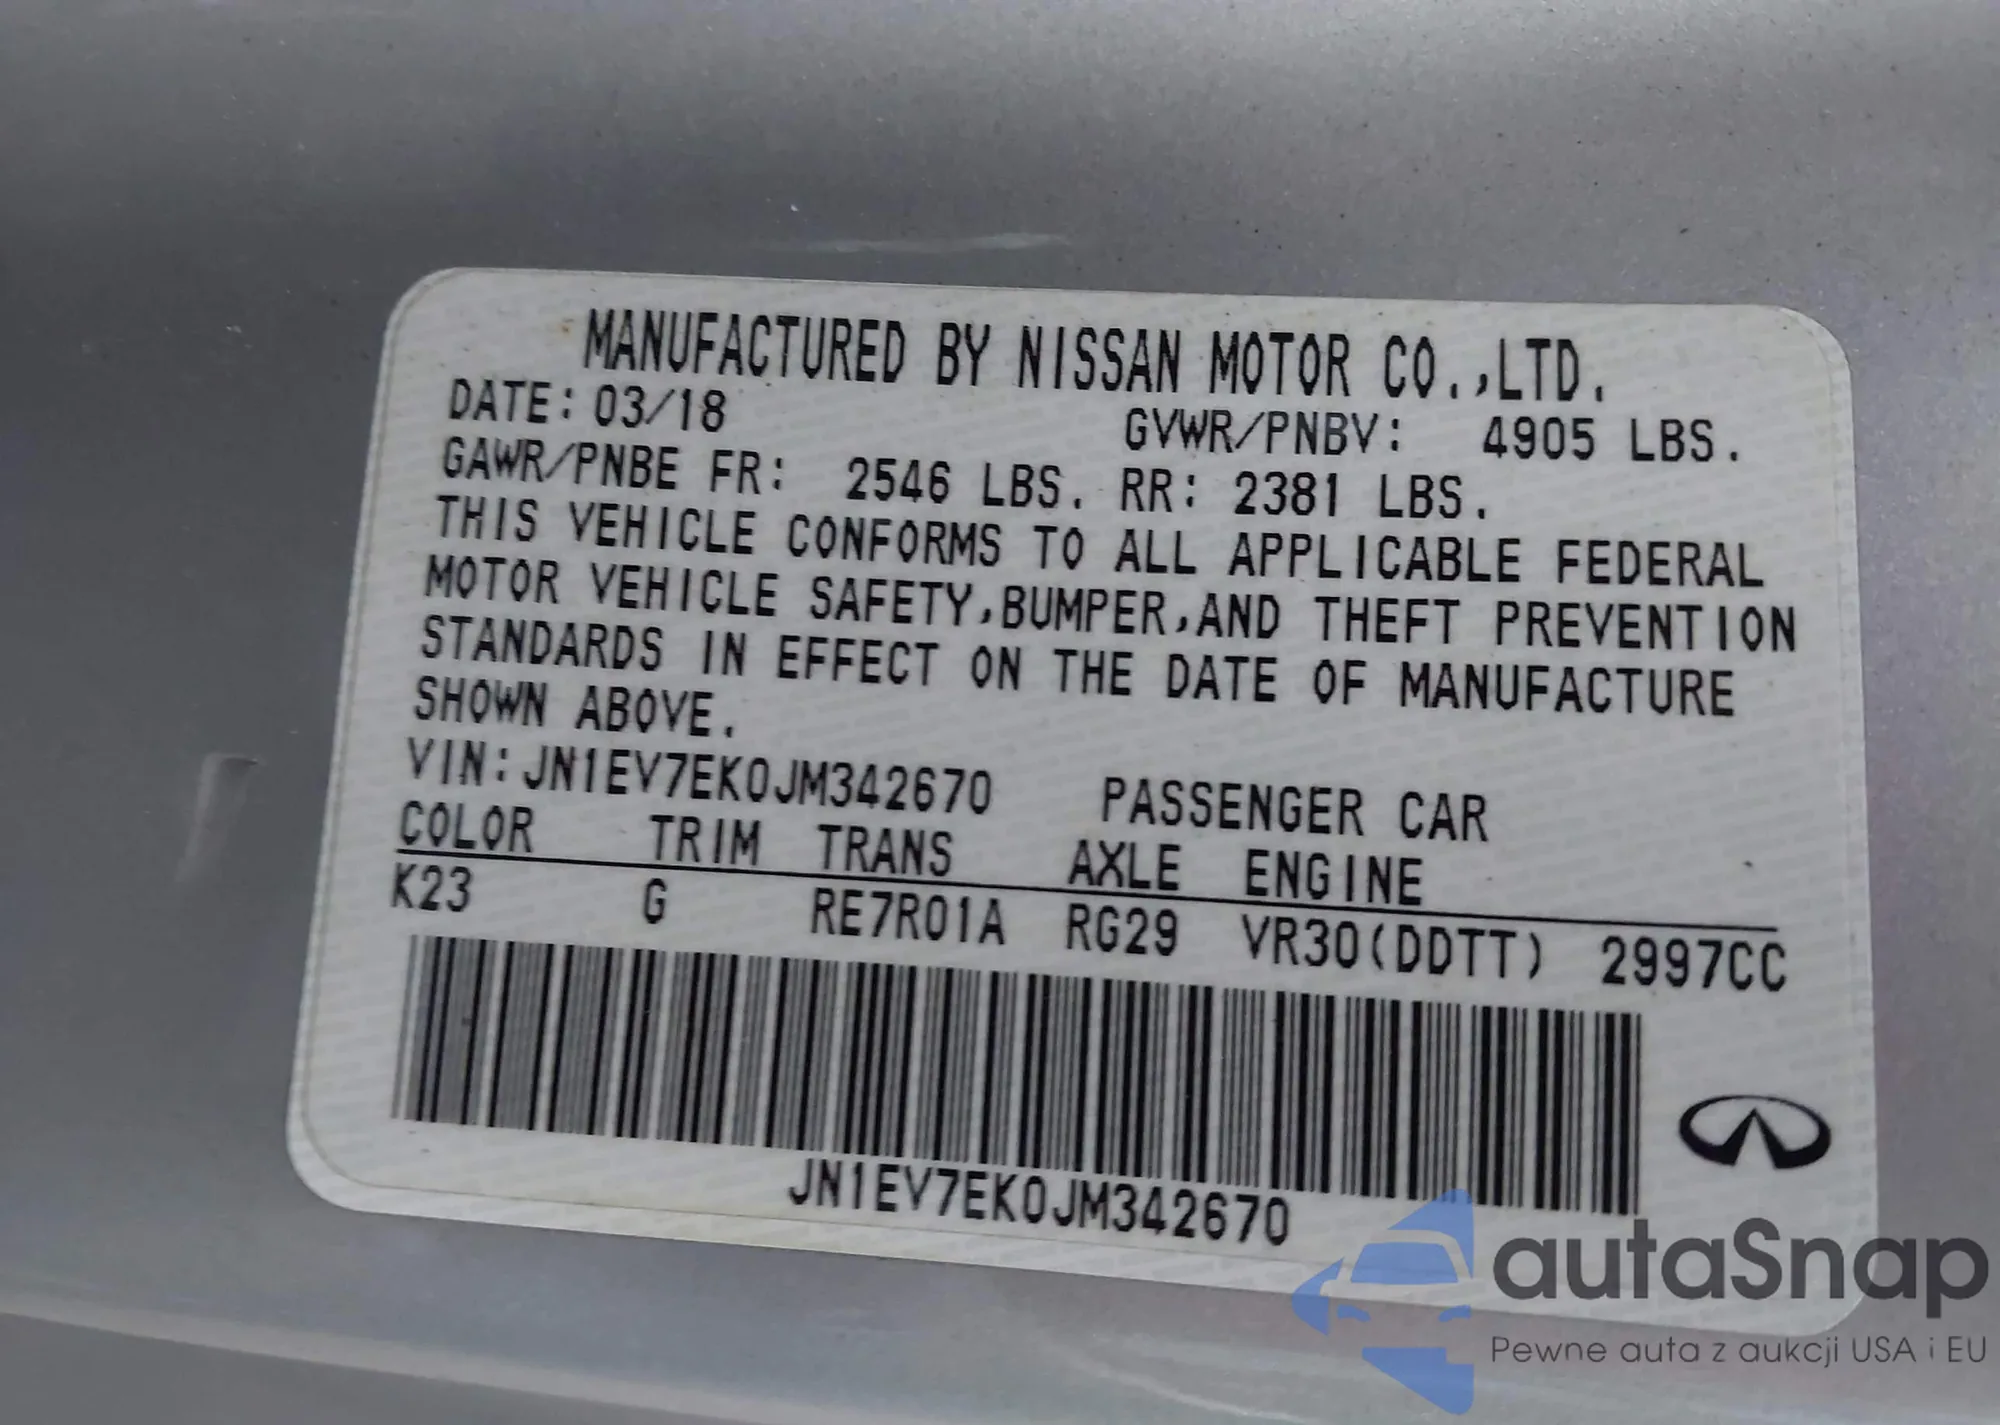 MANUFACTURED BY NISSAN MOTOR CO.,LTD.
DATE: 03/18 GVWR/PNBV: 4905 LBS.
GAWR/PNBE FR: 2546 LBS. RR: 2381 LBS.
THIS VEHICLE CONFORMS TO ALL APPLICABLE FEDERAL
MOTOR VEHICLE SAFETY,BUMPER,AND THEFT PREVENTION
STANDARDS IN EFFECT ON THE DATE OF MANUFACTURE
SHOWN ABOVE.
VIN:JN1EV7EK0JM342670 PASSENGER CAR
COLOR TRIM TRANS AXLE ENGINE
K23 G RE7R01A RG29 VR30(DDTT) 2997CC
JN1EV7EK0JM342670
autaSnap
Pewne auta z aukcji USA i EU